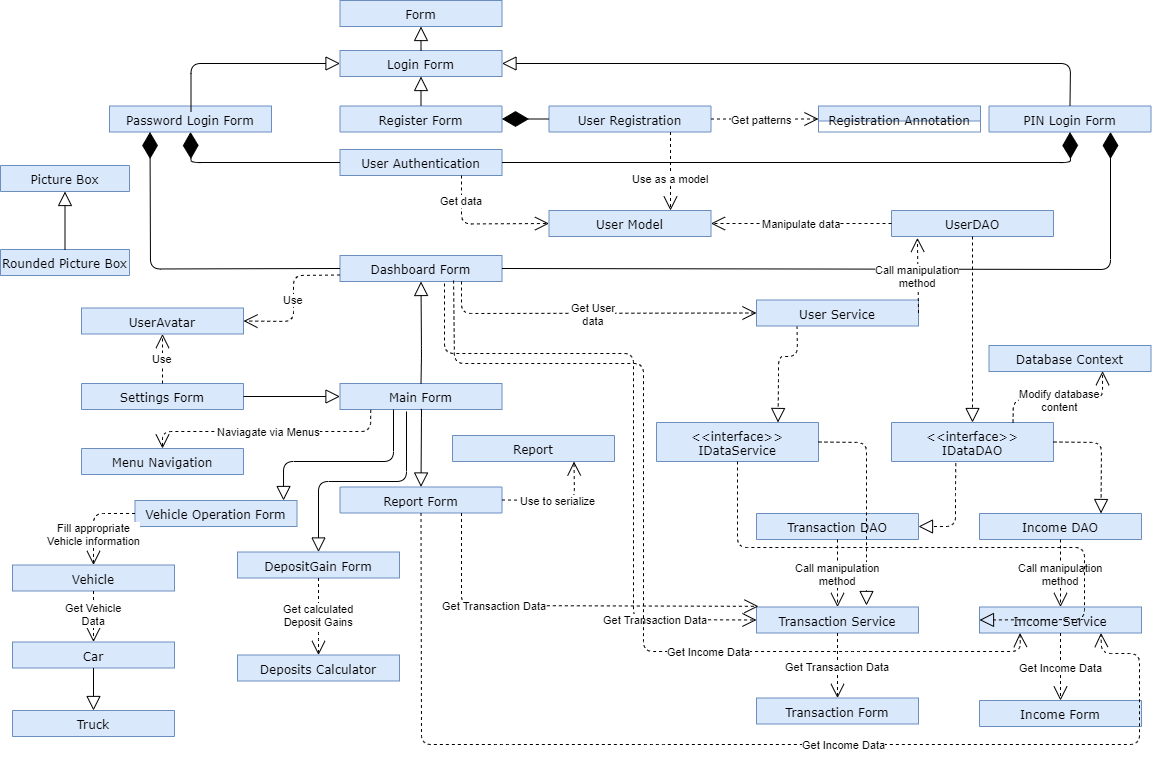 Form
Login Form
Password Login Form
Register Form
User Registration
Get patterns
Registration Annotation
PIN Login Form
User Authentication
Picture Box
Use as a model
Get data
User Model
Manipulate data
UserDAO
Rounded Picture Box
Dashboard Form
Call manipulation
method
Use
UserAvatar
Get User
data
User Service
Use
Database Context
Settings Form
Main Form
Modify database
content
Naviagate via Menus
<<interface>>
IDataService
<<interface>>
IDataDAO
Menu Navigation
Report
Report Form
Use to serialize
Vehicle Operation Form
Fill appropriate
Vehicle information
Transaction DAO
Income DAO
DepositGain Form
Call manipulation
method
Call manipulation
method
Vehicle
Get Vehicle
Data
Get calculated
Deposit Gains
Get Transaction Data
Get Transaction Data
Transaction Service
Income Service
Car
Get Income Data
Deposits Calculator
Get Transaction Data
Get Income Data
Truck
Transaction Form
Income Form
Get Income Data